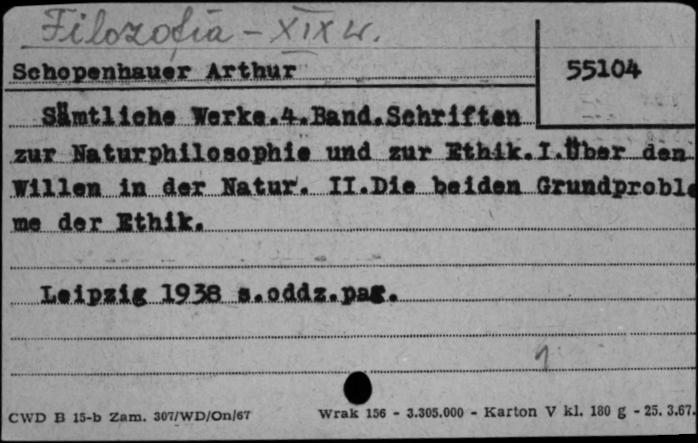 Filozofia - XIX w.
Schopenhauer Arthur
55104
Sämtliche Werke.4.Band.Schriften
zur Naturphilosophie und zur Ethik.I.Über den
Willen in der Natur. II.Die beiden Grundproble
me der Ethik.
Leipzig 1938 s.oddz.pag.
1
CWD B 15-b Zam. 307/WD/On/67 Wrak 156 - 3.305.000 - Karton V kl. 180 g - 25. 3.67.